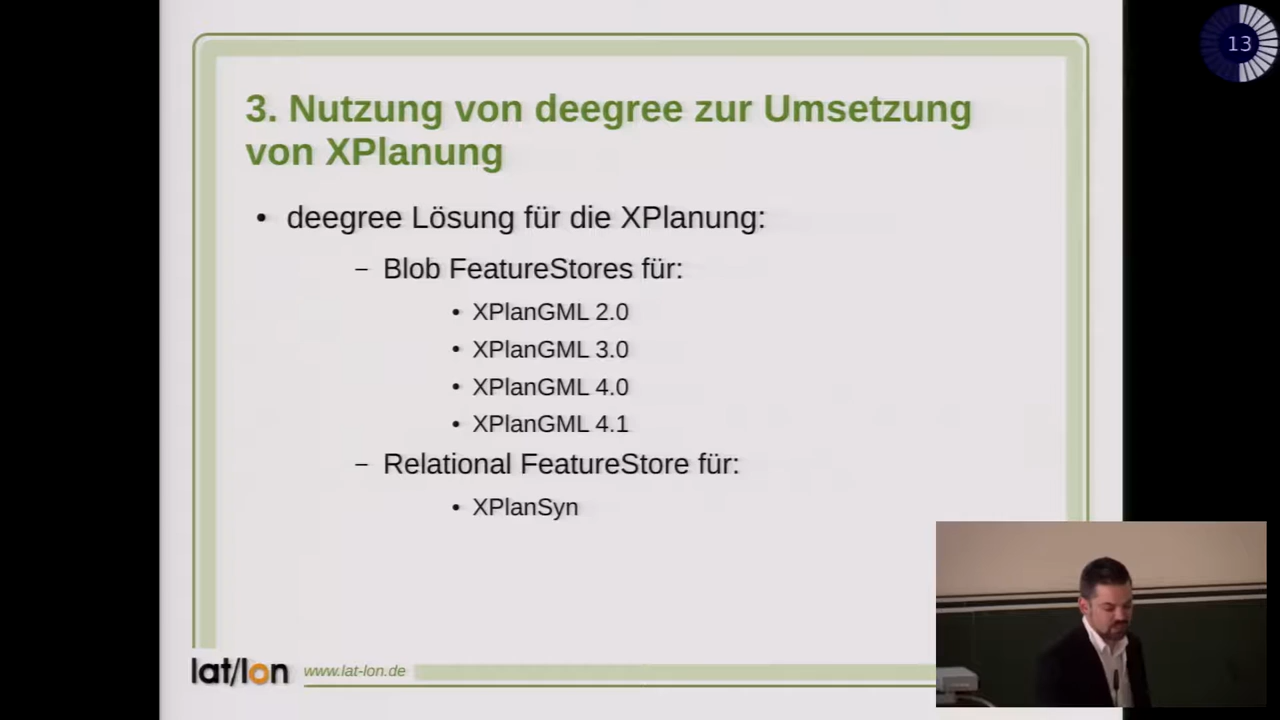 13
3. Nutzung von deegree zur Umsetzung
von XPlanung
• deegree Lösung für die XPlanung:
– Blob FeatureStores für:
• XPlanGML 2.0
• XPlanGML 3.0
• XPlanGML 4.0
• XPlanGML 4.1
– Relational FeatureStore für:
• XPlanSyn
lat/lon www.lat-lon.de